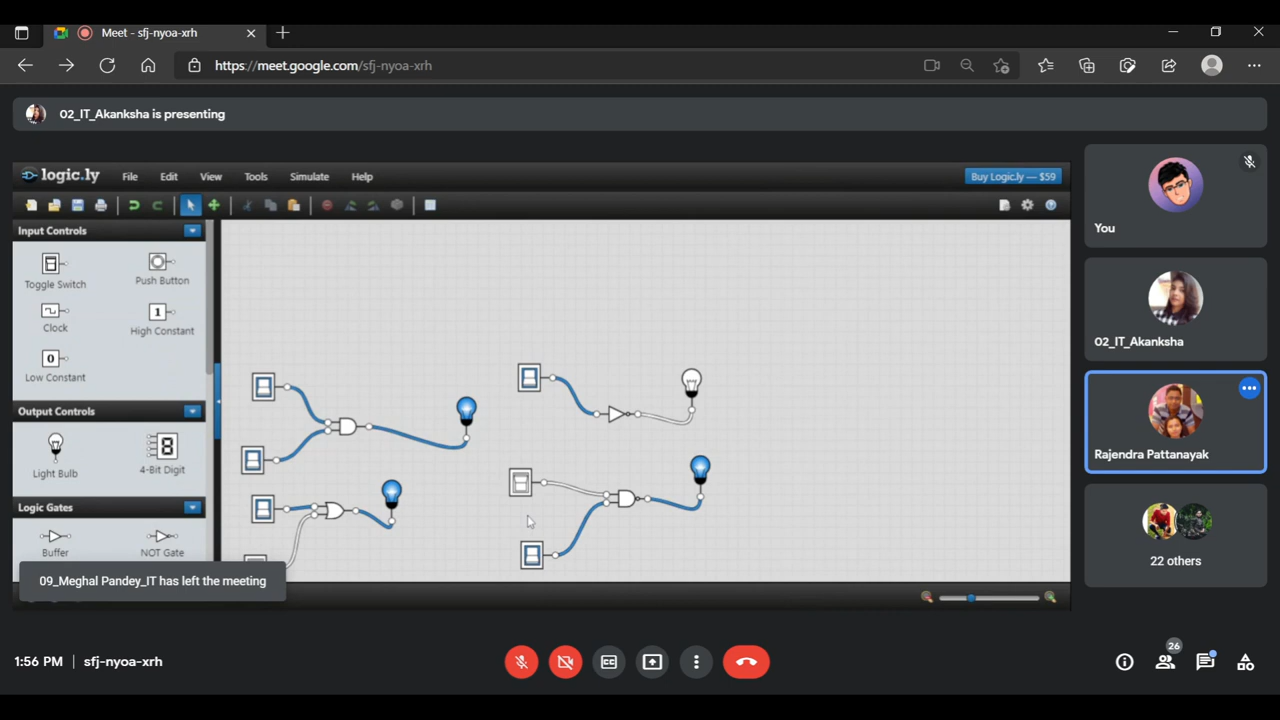 Meet - sfj-nyoa-xrh
https://meet.google.com/sfj-nyoa-xrh
02_IT_Akanksha is presenting
logic.ly File Edit View Tools Simulate Help Buy Logic.ly — $59
Input Controls
Toggle Switch Push Button
Clock High Constant
1
0
Low Constant
Output Controls
8
Light Bulb 4-Bit Digit
Logic Gates
Buffer NOT Gate
09_Meghal Pandey_IT has left the meeting
You
02_IT_Akanksha
Rajendra Pattanayak
22 others
1:56 PM sfj-nyoa-xrh
26